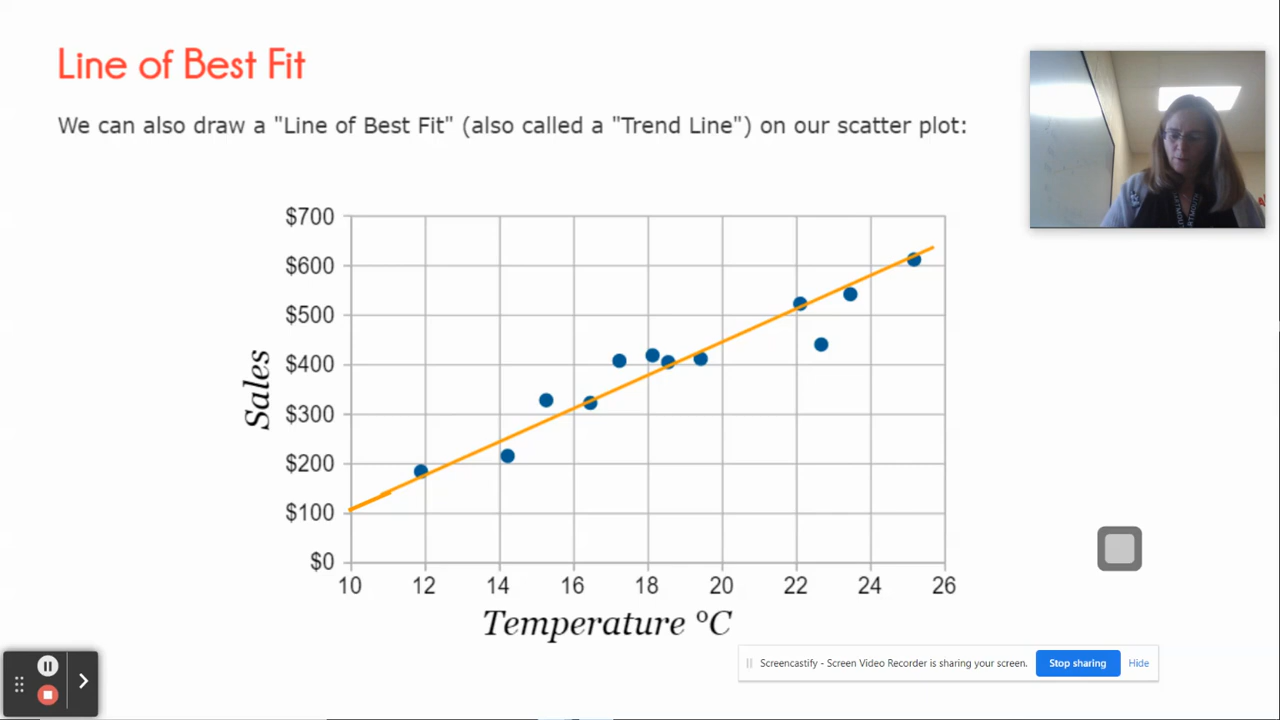 Line of Best Fit
We can also draw a "Line of Best Fit" (also called a "Trend Line") on our scatter plot:
$700
$600
$500
$400
$300
$200
$100
$0
Sales
10 12 14 16 18 20 22 24 26
Temperature °C
Screencastify - Screen Video Recorder is sharing your screen. Stop sharing Hide